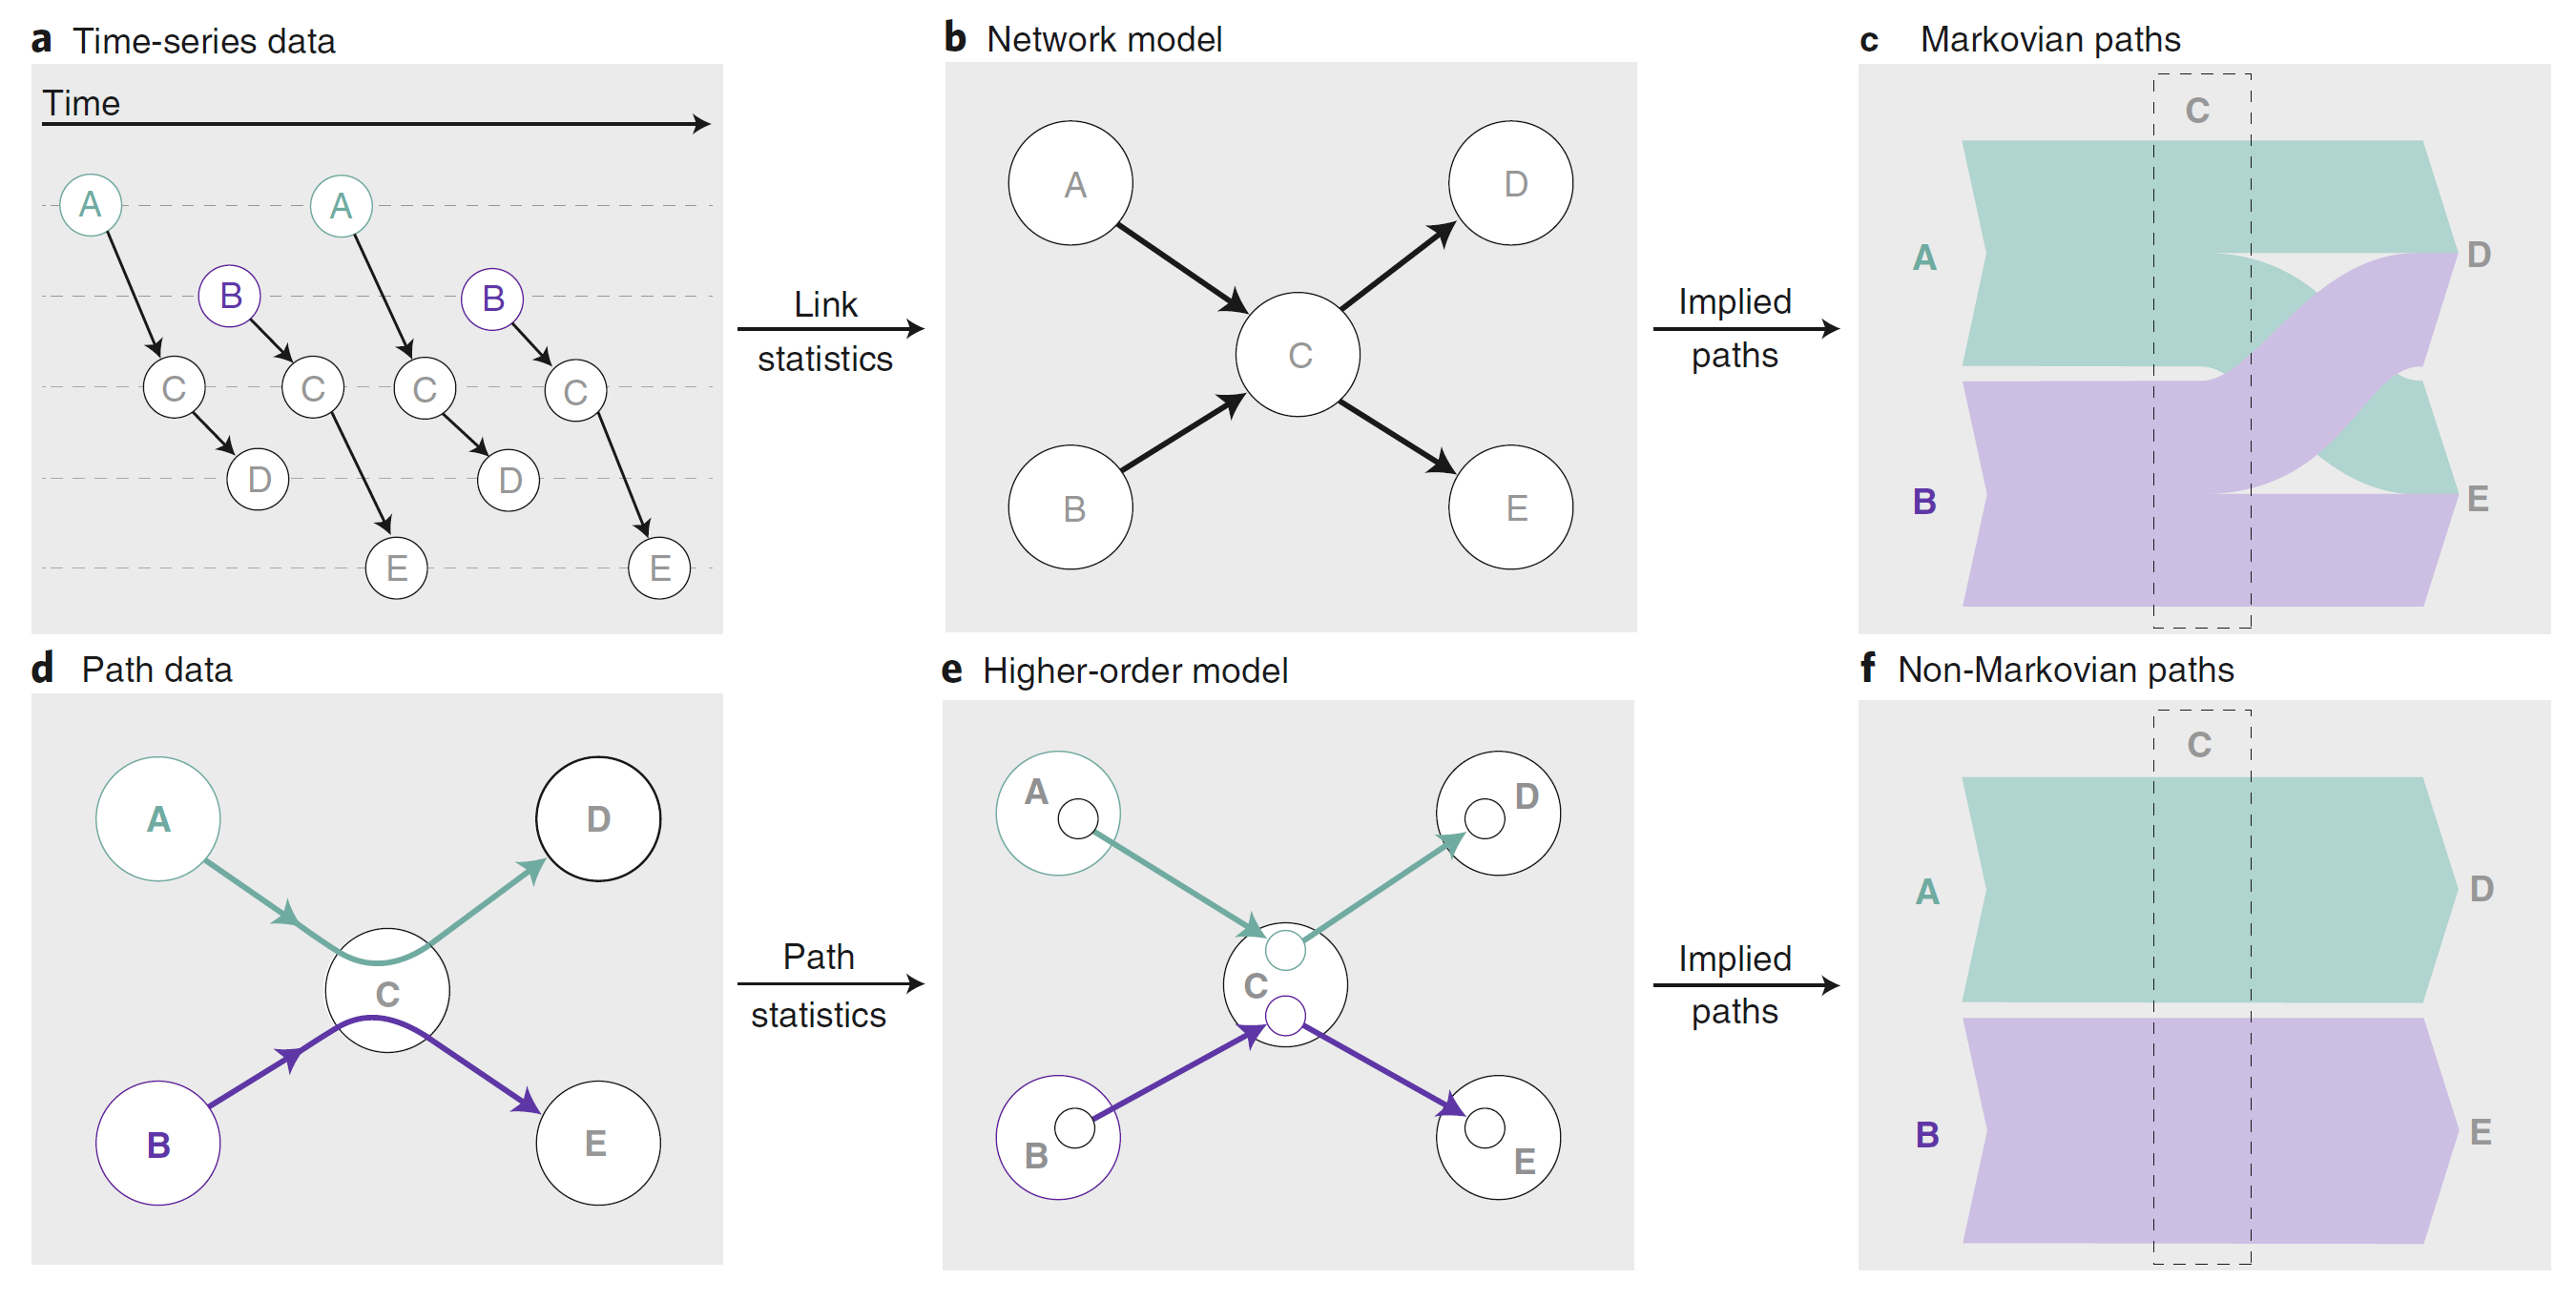 a Time-series data
Time
A
A
B
B
C
C
C
C
D
D
E
E
Link
statistics
b Network model
A
D
C
B
E
Implied
paths
c Markovian paths
C
A
D
B
E
d Path data
A
D
C
B
E
Path
statistics
e Higher-order model
A
D
C
B
E
Implied
paths
f Non-Markovian paths
C
A
D
B
E